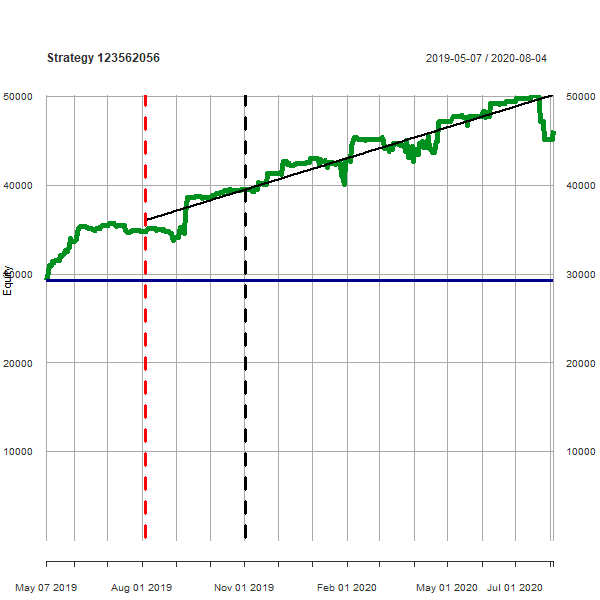 Strategy 123562056
2019-05-07 / 2020-08-04
50000
50000
40000
40000
30000
30000
Equity
20000
20000
10000
10000
May 07 2019
Aug 01 2019
Nov 01 2019
Feb 01 2020
May 01 2020
Jul 01 2020